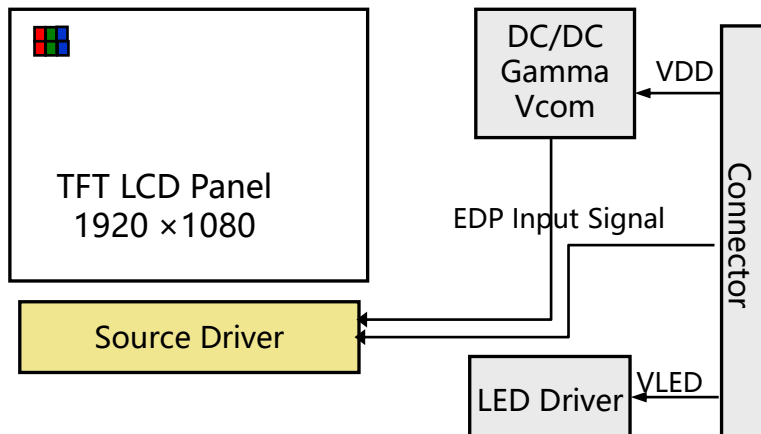 DC/DC
Gamma
Vcom
VDD
TFT LCD Panel
1920 ×1080
EDP Input Signal
Connector
Source Driver
LED Driver
VLED